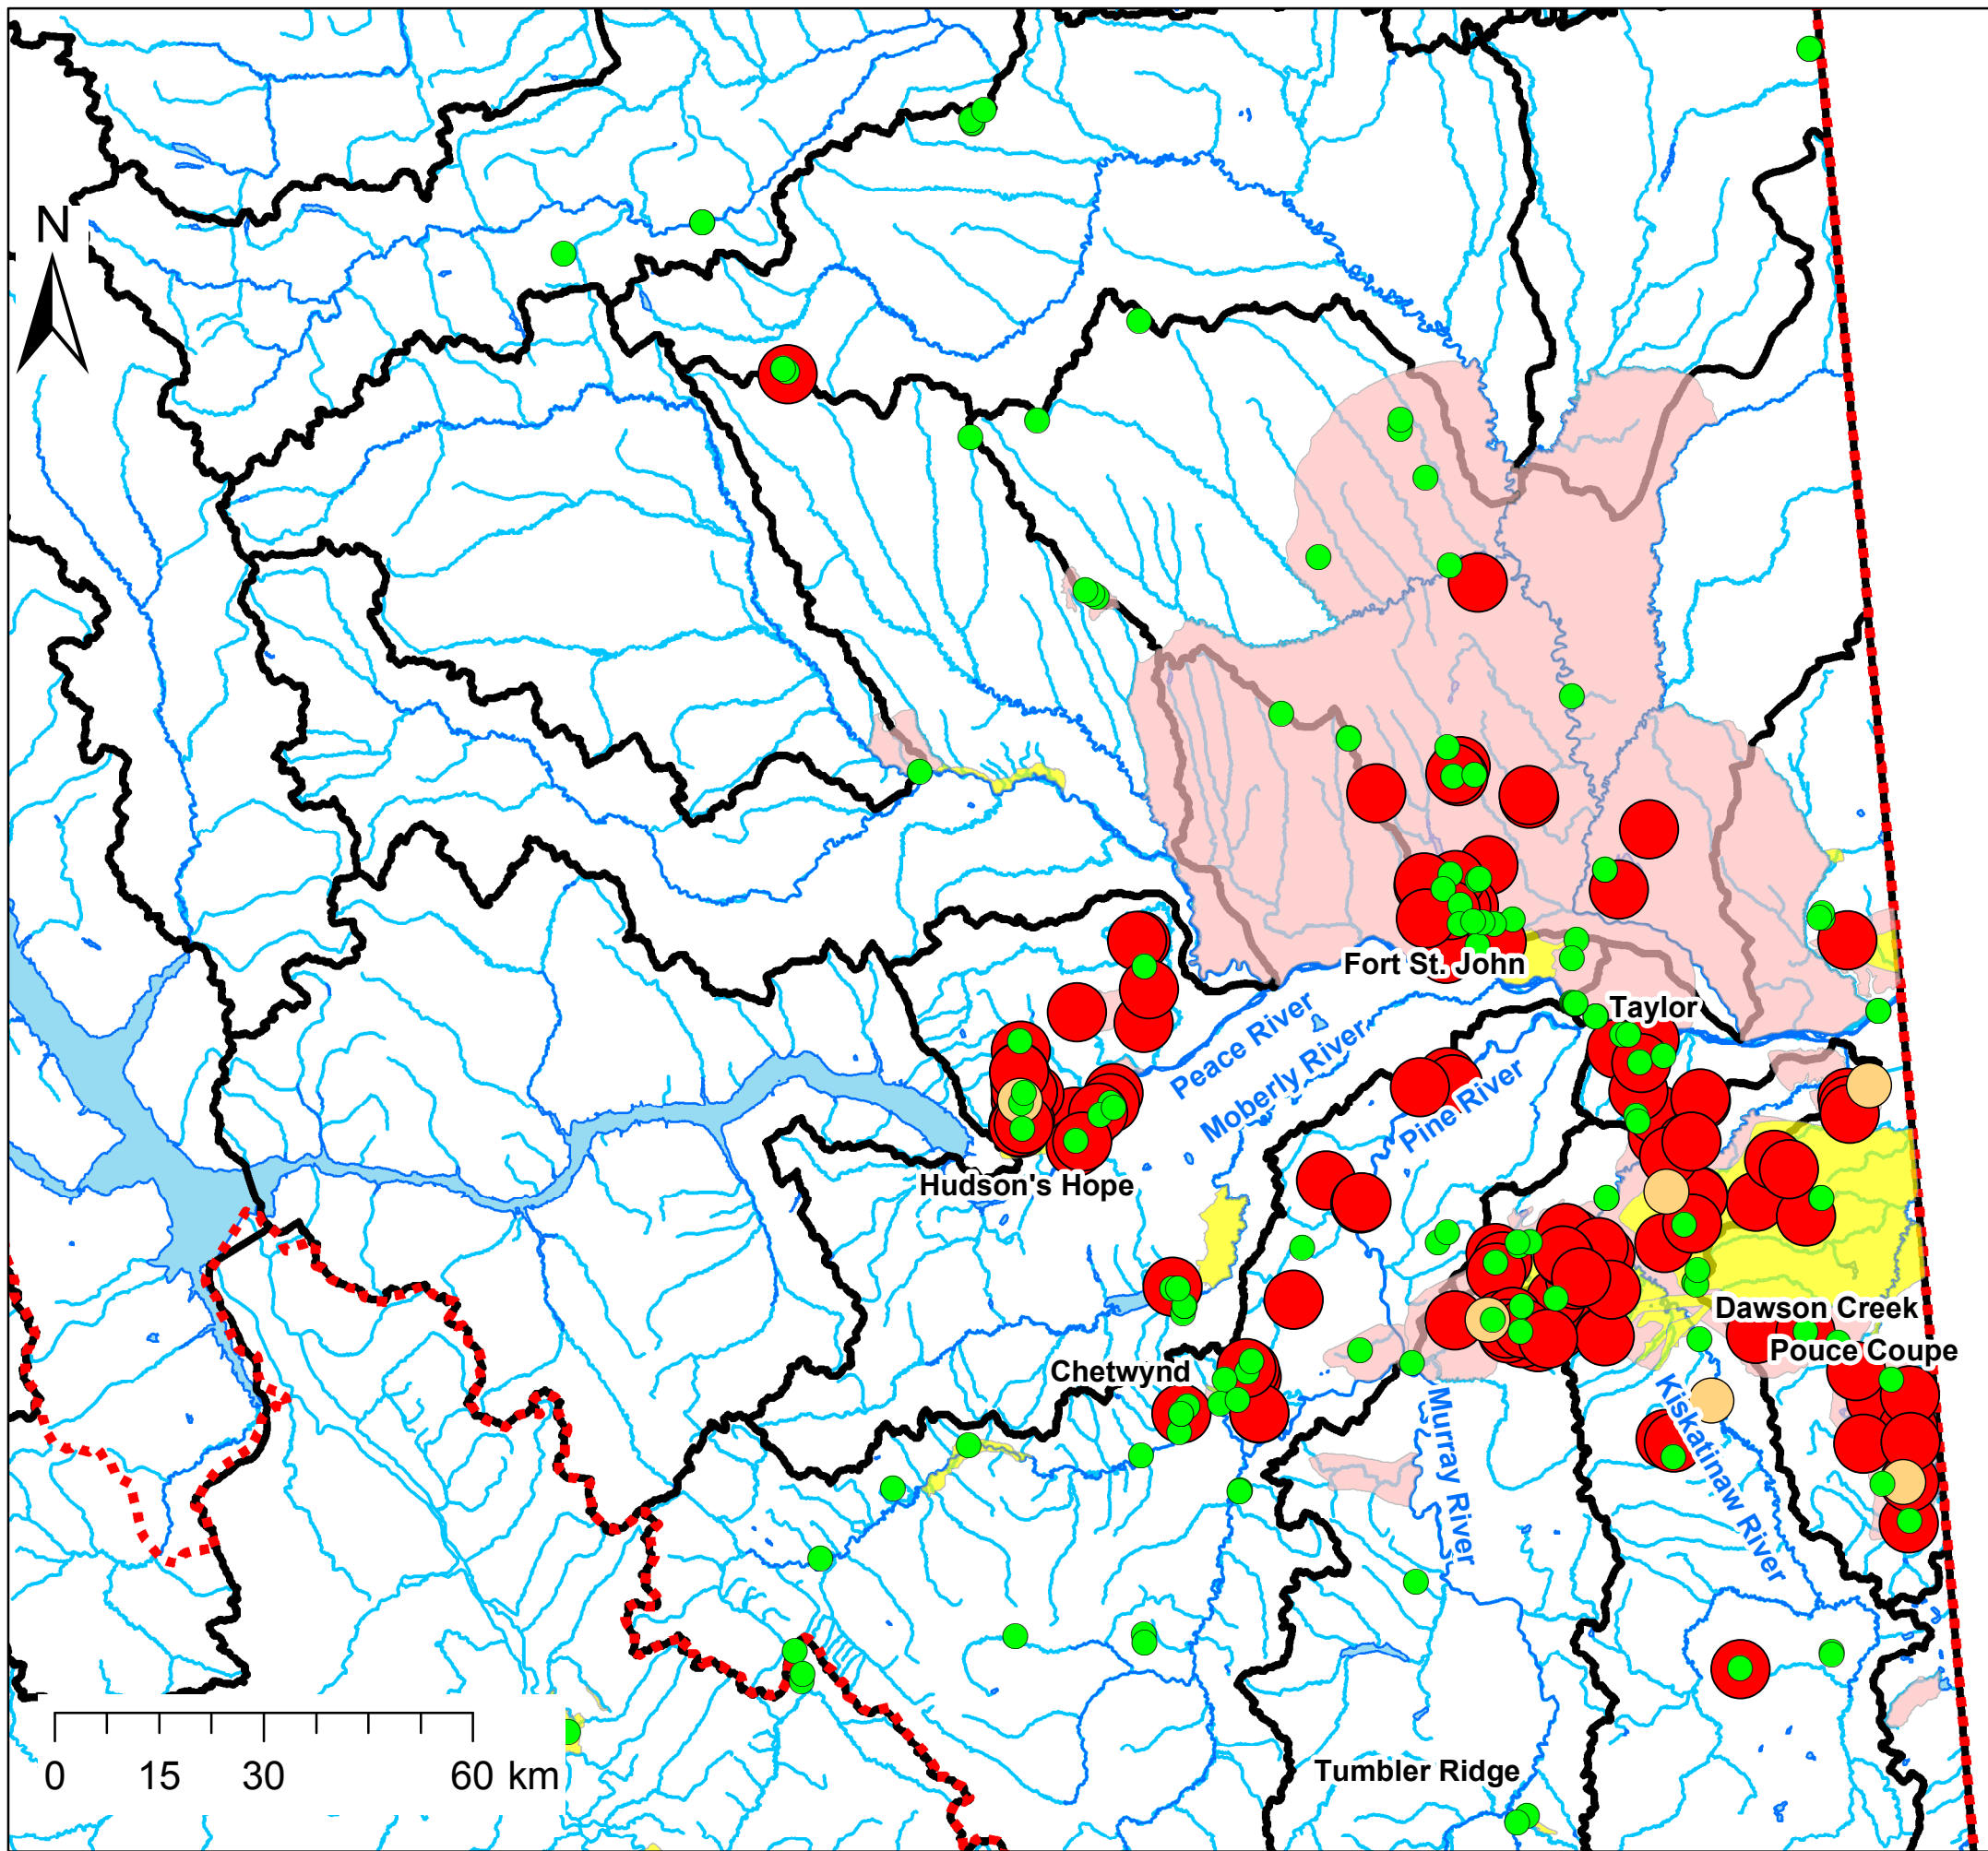 N
Fort St. John
Taylor
Peace River
Moberly River
Pine River
Hudson's Hope
Dawson Creek
Pouce Coupe
Chetwynd
Murray River
Kiskatinaw River
Tumbler Ridge
0 15 30 60 km